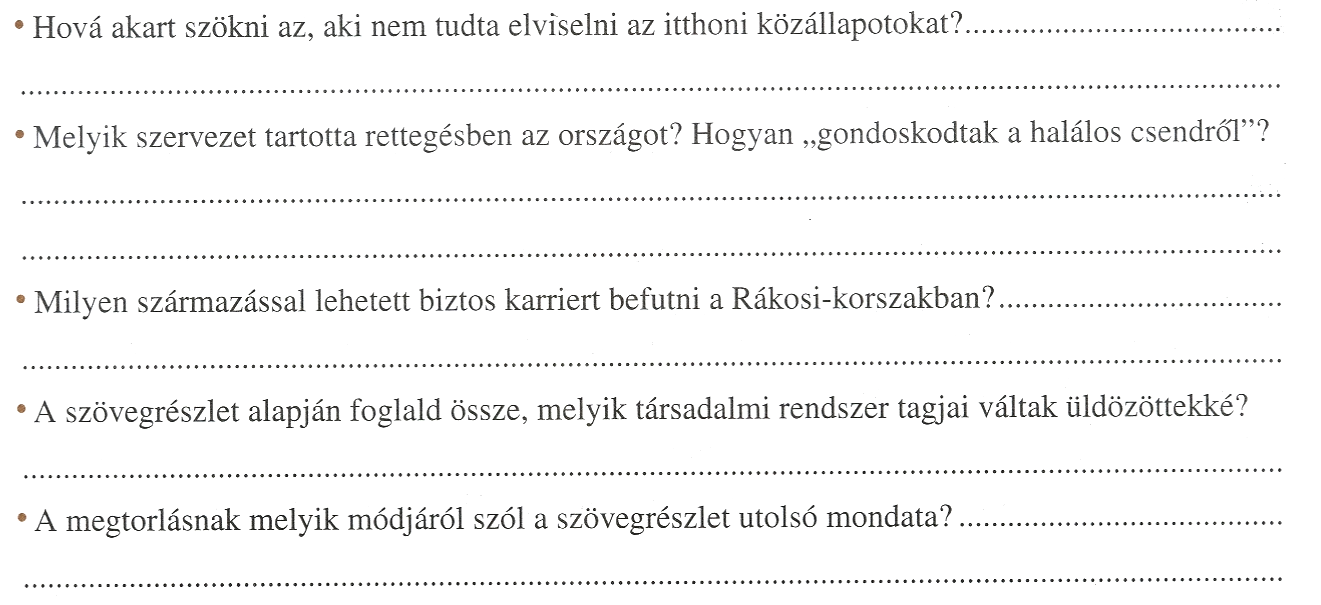 • Hová akart szökni az, aki nem tudta elviselni az itthoni közállapotokat?......................................
................................................................................................................................
• Melyik szervezet tartotta rettegésben az országot? Hogyan „gondoskodtak a halálos csendről”?
................................................................................................................................
................................................................................................................................
• Milyen származással lehetett biztos karriert befutni a Rákosi-korszakban?..................................
................................................................................................................................
• A szövegrészlet alapján foglald össze, melyik társadalmi rendszer tagjai váltak üldözöttekké?
................................................................................................................................
• A megtorlásnak melyik módjáról szól a szövegrészlet utolsó mondata?.......................................
................................................................................................................................